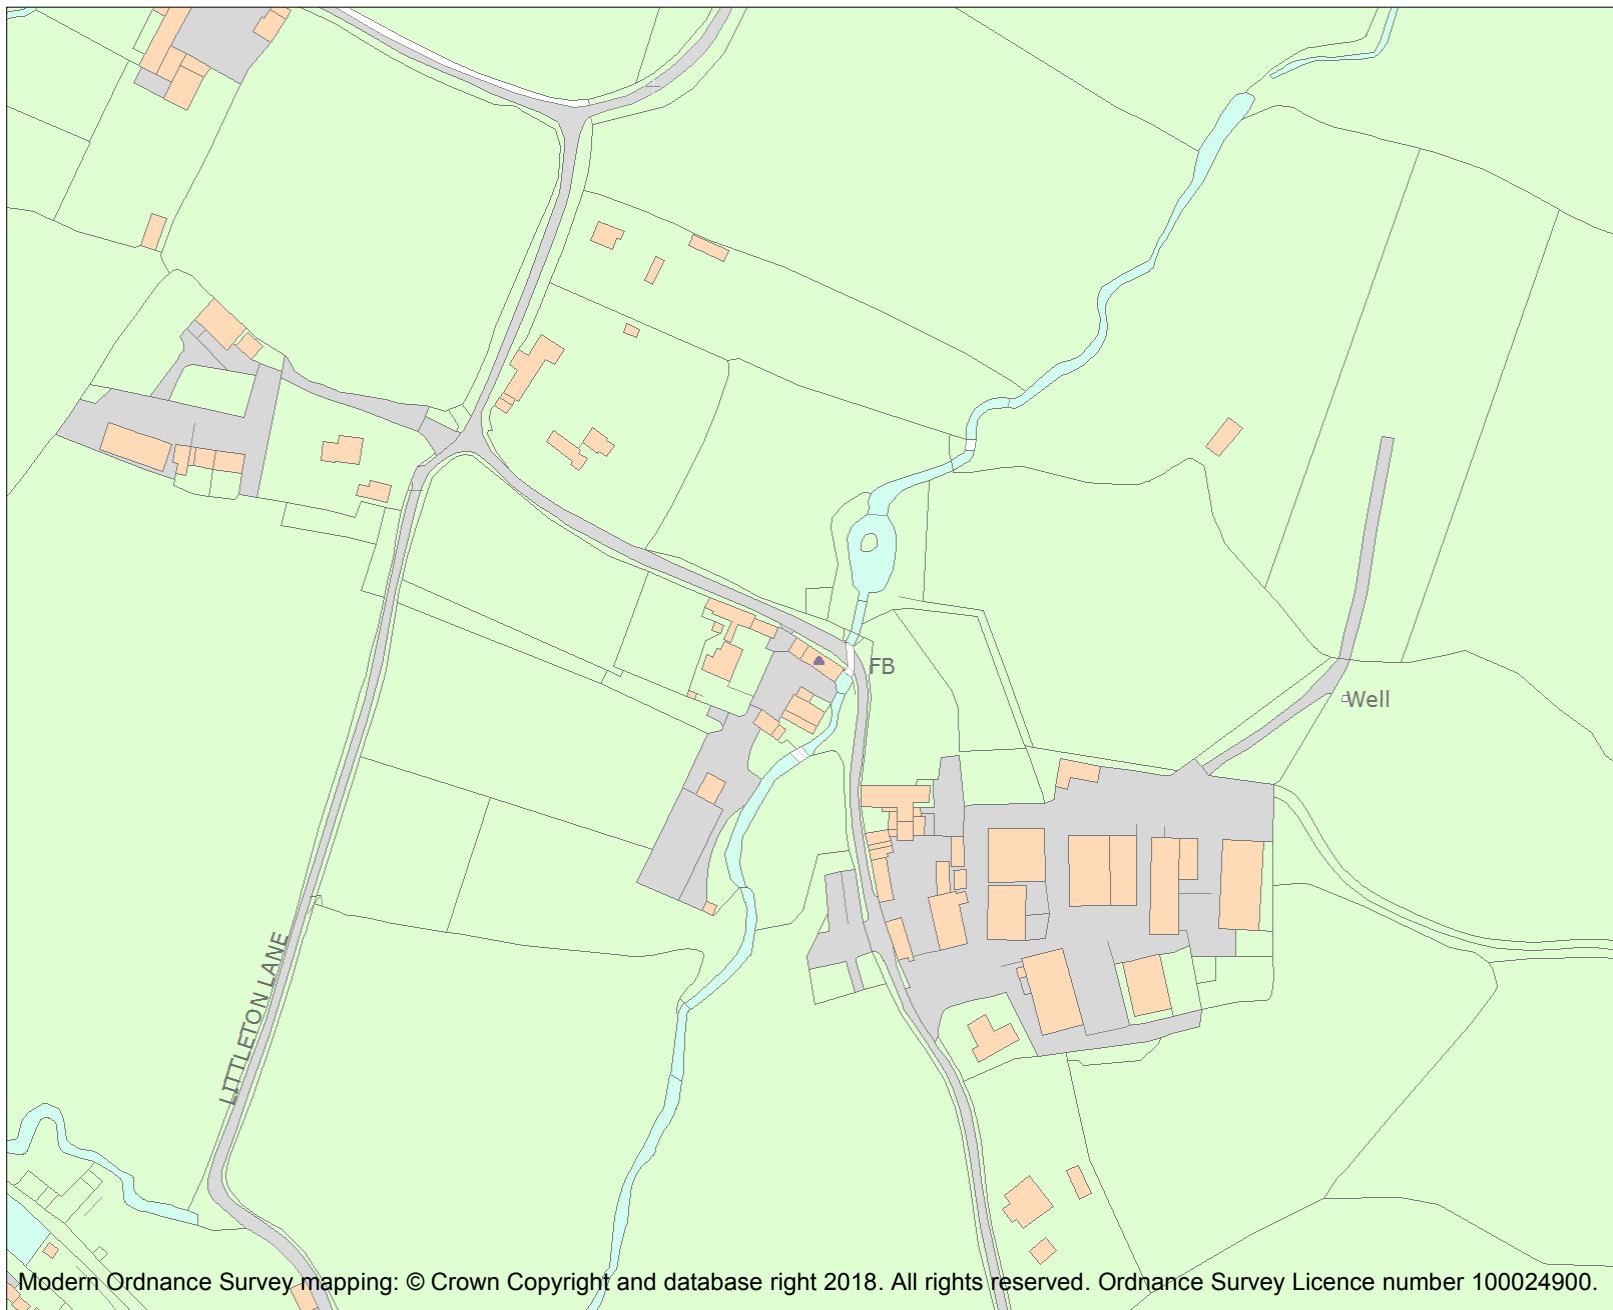 FB
Well
LITTLETON LANE
Modern Ordnance Survey mapping: © Crown Copyright and database right 2018. All rights reserved. Ordnance Survey Licence number 100024900.